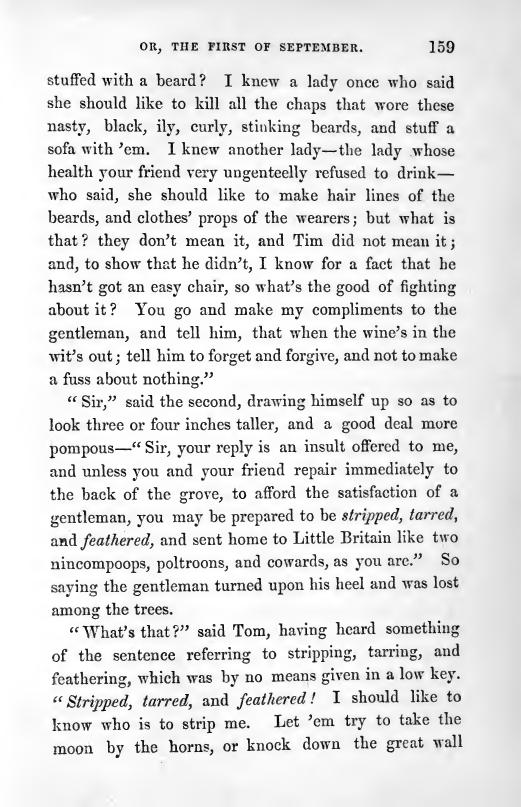 OR, THE FIRST OF SEPTEMBER. 159
stuffed with a beard? I knew a lady once who said
she should like to kill all the chaps that wore these
nasty, black, ily, curly, stinking beards, and stuff a
sofa with 'em. I knew another lady—the lady whose
health your friend very ungenteelly refused to drink—
who said, she should like to make hair lines of the
beards, and clothes' props of the wearers; but what is
that? they don't mean it, and Tim did not mean it;
and, to show that he didn't, I know for a fact that he
hasn't got an easy chair, so what's the good of fighting
about it? You go and make my compliments to the
gentleman, and tell him, that when the wine's in the
wit's out; tell him to forget and forgive, and not to make
a fuss about nothing."
"Sir," said the second, drawing himself up so as to
look three or four inches taller, and a good deal more
pompous—"Sir, your reply is an insult offered to me,
and unless you and your friend repair immediately to
the back of the grove, to afford the satisfaction of a
gentleman, you may be prepared to be stripped, tarred,
and feathered, and sent home to Little Britain like two
nincompoops, poltroons, and cowards, as you are." So
saying the gentleman turned upon his heel and was lost
among the trees.
"What's that?" said Tom, having heard something
of the sentence referring to stripping, tarring, and
feathering, which was by no means given in a low key.
"Stripped, tarred, and feathered! I should like to
know who is to strip me. Let 'em try to take the
moon by the horns, or knock down the great wall